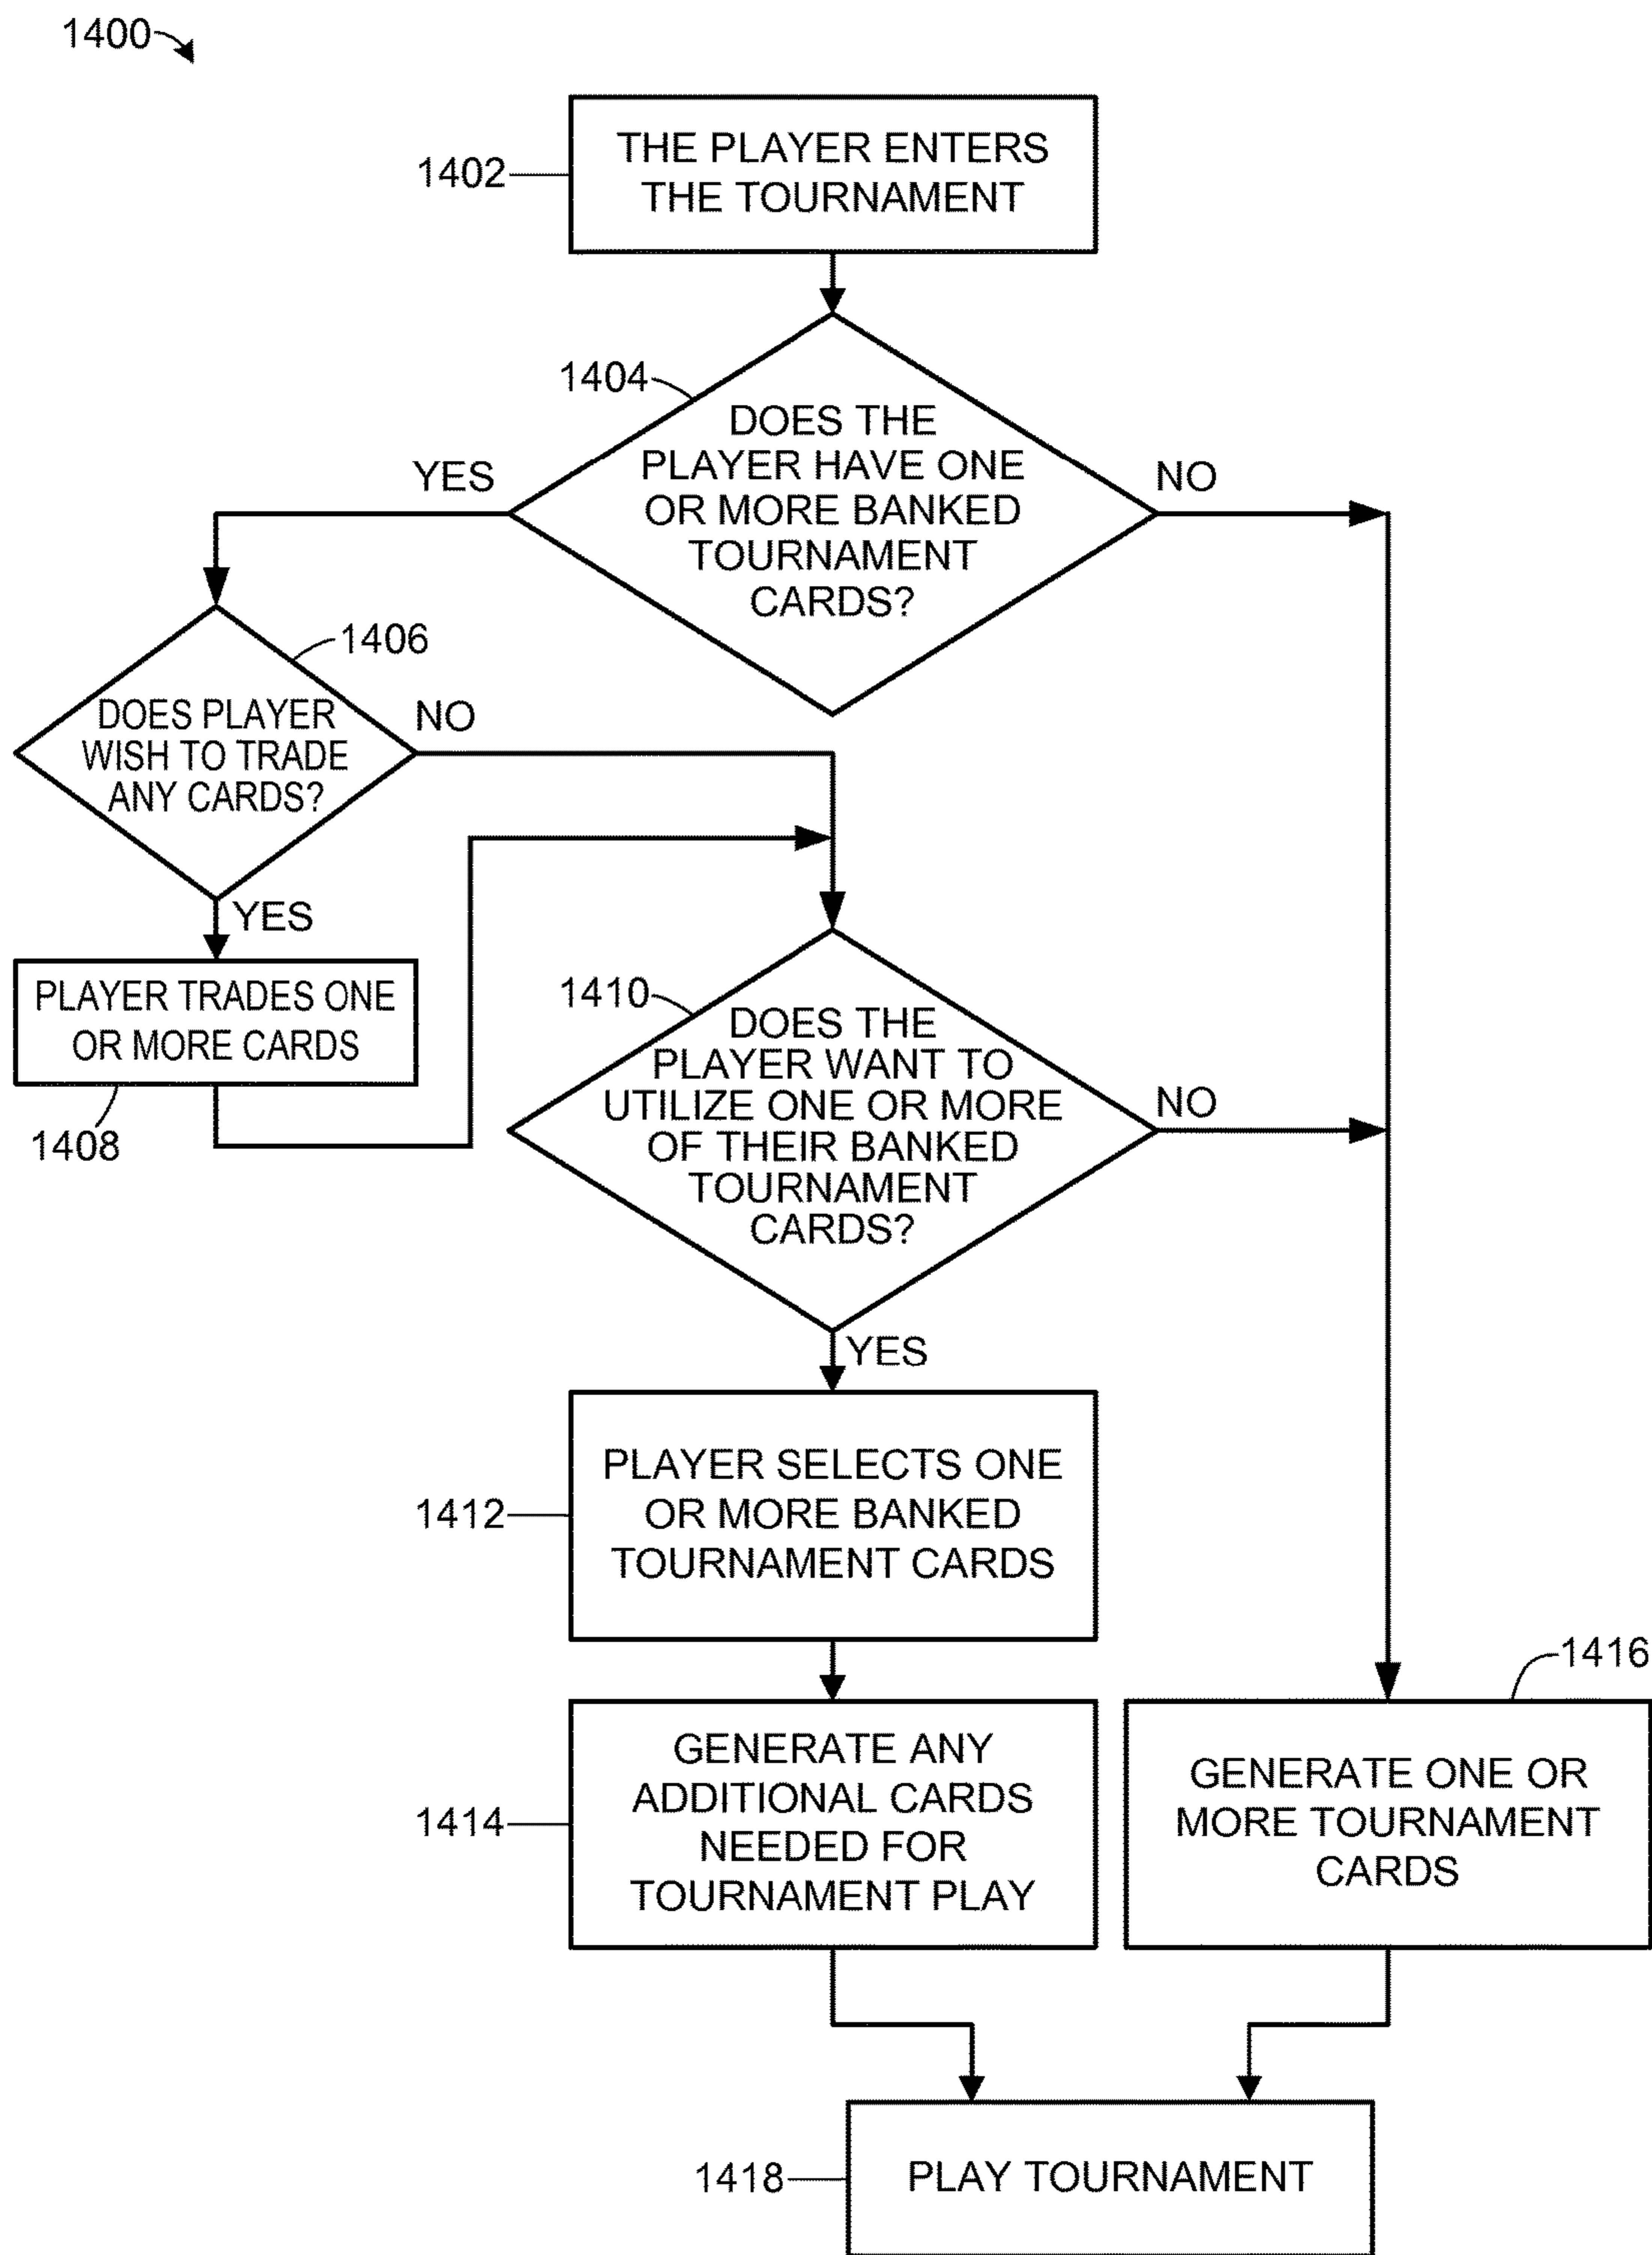 1400
THE PLAYER ENTERS
THE TOURNAMENT
1402
1404
DOES THE
PLAYER HAVE ONE
OR MORE BANKED
TOURNAMENT
CARDS?
YES
NO
1406
DOES PLAYER
WISH TO TRADE
ANY CARDS?
NO
YES
PLAYER TRADES ONE
OR MORE CARDS
1408
1410
DOES THE
PLAYER WANT TO
UTILIZE ONE OR MORE
OF THEIR BANKED
TOURNAMENT
CARDS?
NO
YES
PLAYER SELECTS ONE
OR MORE BANKED
TOURNAMENT CARDS
1412
GENERATE ANY
ADDITIONAL CARDS
NEEDED FOR
TOURNAMENT PLAY
1414
1416
GENERATE ONE OR
MORE TOURNAMENT
CARDS
1418
PLAY TOURNAMENT